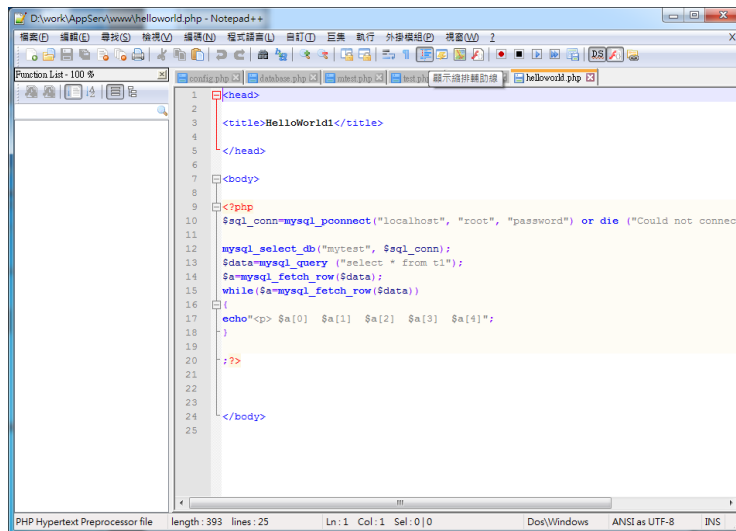 D:\work\AppServ\www\helloworld.php - Notepad++
檔案(F) 編輯(E) 尋找(S) 檢視(V) 編碼(N) 程式語言(L) 自訂(T) 巨集 執行 外掛模組(P) 視窗(W) ? X
Function List - 100 %
config.php database.php mtest.php test.php 顯示縮排輔助線 helloworld.php
1 <head>
2
3 <title>HelloWorld1</title>
4
5 </head>
6
7 <body>
8
9 <?php
10 $sql_conn=mysql_pconnect("localhost", "root", "password") or die ("Could not connec
11
12 mysql_select_db("mytest", $sql_conn);
13 $data=mysql_query ("select * from t1");
14 $a=mysql_fetch_row($data);
15 while($a=mysql_fetch_row($data))
16 {
17 echo"<p> $a[0] $a[1] $a[2] $a[3] $a[4]";
18 }
19
20 ;?>
21
22
23
24 </body>
25
PHP Hypertext Preprocessor file length : 393 lines : 25 Ln : 1 Col : 1 Sel : 0 | 0 Dos\Windows ANSI as UTF-8 INS